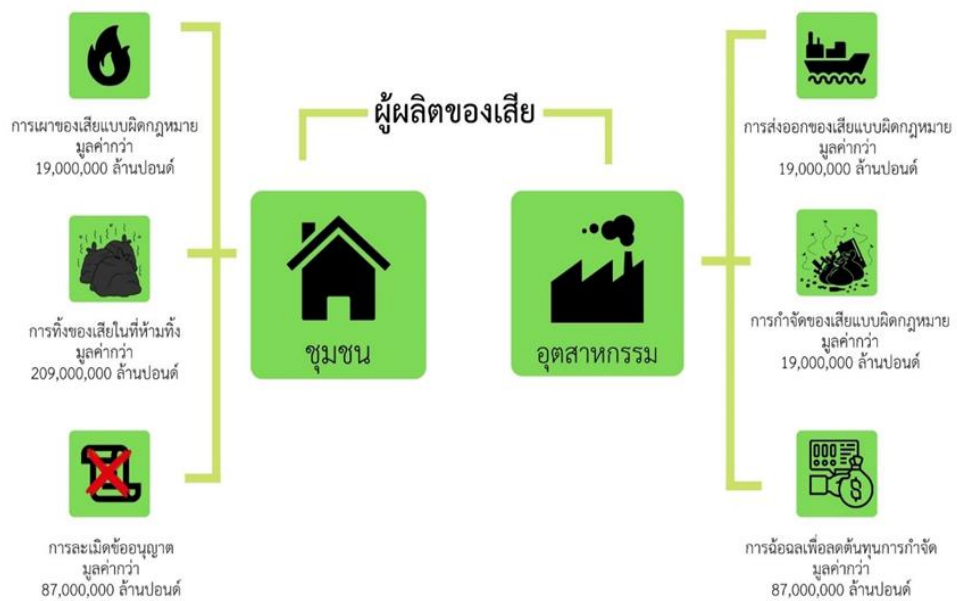 ผู้ผลิตของเสีย
ชุมชน
การเผาของเสียแบบผิดกฎหมาย
มูลค่ากว่า
19,000,000 ล้านปอนด์
การทิ้งของเสียในที่ห้ามทิ้ง
มูลค่ากว่า
209,000,000 ล้านปอนด์
การละเมิดข้ออนุญาต
มูลค่ากว่า
87,000,000 ล้านปอนด์
อุตสาหกรรม
การส่งออกของเสียแบบผิดกฎหมาย
มูลค่ากว่า
19,000,000 ล้านปอนด์
การกำจัดของเสียแบบผิดกฎหมาย
มูลค่ากว่า
19,000,000 ล้านปอนด์
การฉ้อฉลเพื่อลดต้นทุนการกำจัด
มูลค่ากว่า
87,000,000 ล้านปอนด์